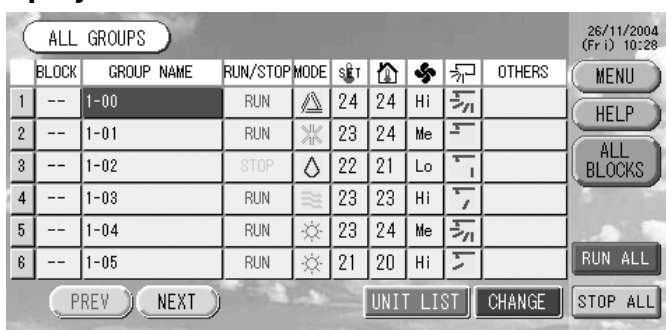 ALL GROUPS
26/11/2004
(Fri) 10:28
BLOCK GROUP NAME RUN/STOP MODE SET OTHERS
MENU
1 -- 1-00 RUN 24 24 Hi
HELP
2 -- 1-01 RUN 23 24 Me
ALL
BLOCKS
3 -- 1-02 STOP 22 21 Lo
4 -- 1-03 RUN 23 23 Hi
5 -- 1-04 RUN 23 24 Me
6 -- 1-05 RUN 21 20 Hi
RUN ALL
PREV NEXT UNIT LIST CHANGE STOP ALL